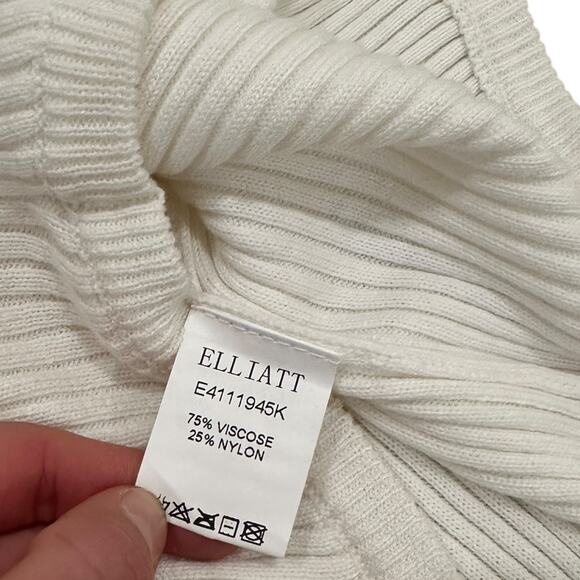 ELLIATT
E4111945K
75% VISCOSE
25% NYLON